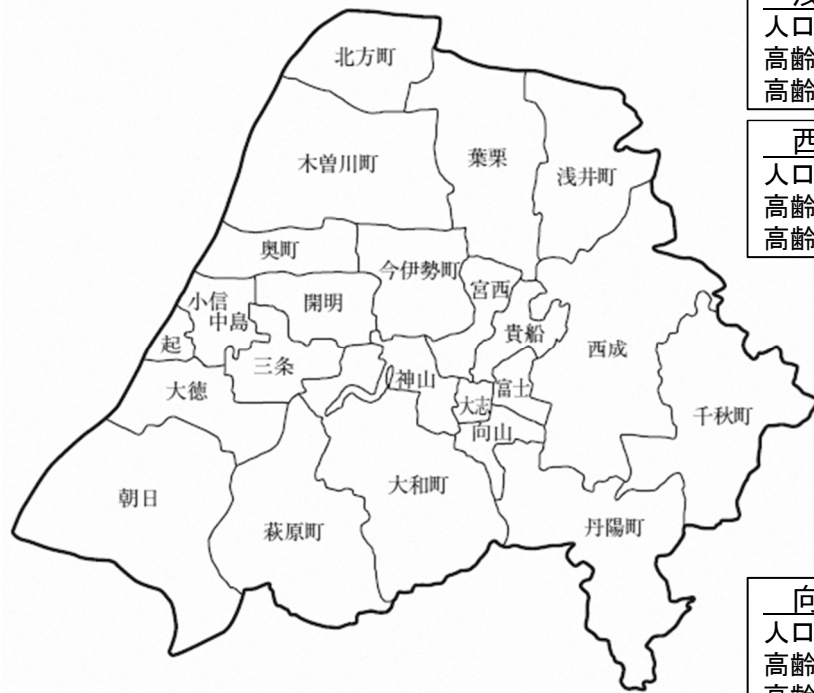 北方町
木曽川町
葉栗
浅井町
奥町
今伊勢町
宮西
小信
中島
開明
貴船
西成
起
三条
神山
富士
大徳
大志
千秋町
向山
朝日
大和町
萩原町
丹陽町
人口
高齢
高齢
西
人口
高齢
高齢
向
人口
高齢